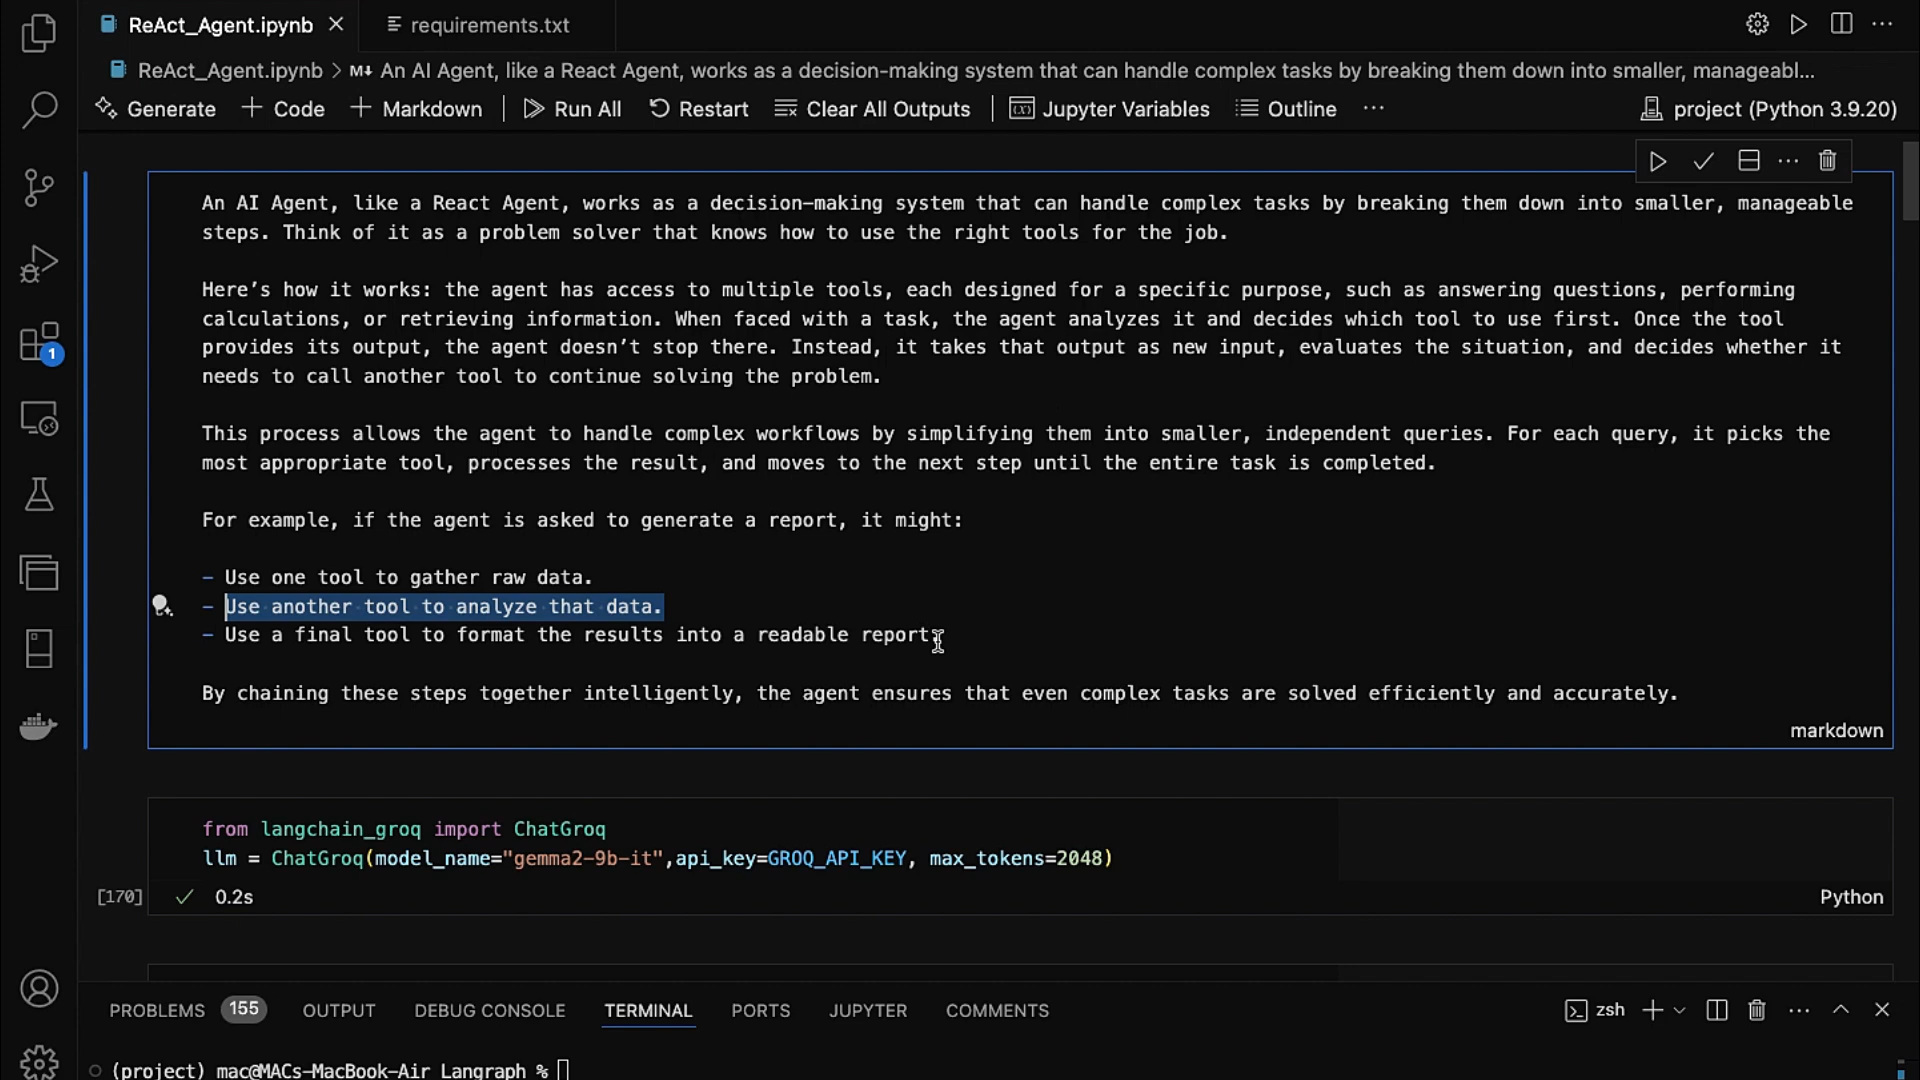 ReAct_Agent.ipynb
requirements.txt
ReAct_Agent.ipynb > M↓ An AI Agent, like a React Agent, works as a decision-making system that can handle complex tasks by breaking them down into smaller, manageabl...
Generate + Code + Markdown Run All Restart Clear All Outputs Jupyter Variables Outline ... project (Python 3.9.20)
An AI Agent, like a React Agent, works as a decision-making system that can handle complex tasks by breaking them down into smaller, manageable
steps. Think of it as a problem solver that knows how to use the right tools for the job.
Here’s how it works: the agent has access to multiple tools, each designed for a specific purpose, such as answering questions, performing
calculations, or retrieving information. When faced with a task, the agent analyzes it and decides which tool to use first. Once the tool
provides its output, the agent doesn’t stop there. Instead, it takes that output as new input, evaluates the situation, and decides whether it
needs to call another tool to continue solving the problem.
This process allows the agent to handle complex workflows by simplifying them into smaller, independent queries. For each query, it picks the
most appropriate tool, processes the result, and moves to the next step until the entire task is completed.
For example, if the agent is asked to generate a report, it might:
- Use one tool to gather raw data.
- Use another tool to analyze that data.
- Use a final tool to format the results into a readable report.
By chaining these steps together intelligently, the agent ensures that even complex tasks are solved efficiently and accurately.
markdown
1
from langchain_groq import ChatGroq
llm = ChatGroq(model_name="gemma2-9b-it",api_key=GROQ_API_KEY, max_tokens=2048)
[170] ✓ 0.2s
Python
PROBLEMS 155 OUTPUT DEBUG CONSOLE TERMINAL PORTS JUPYTER COMMENTS zsh
(project) mac@MACs-MacBook-Air Langraph %